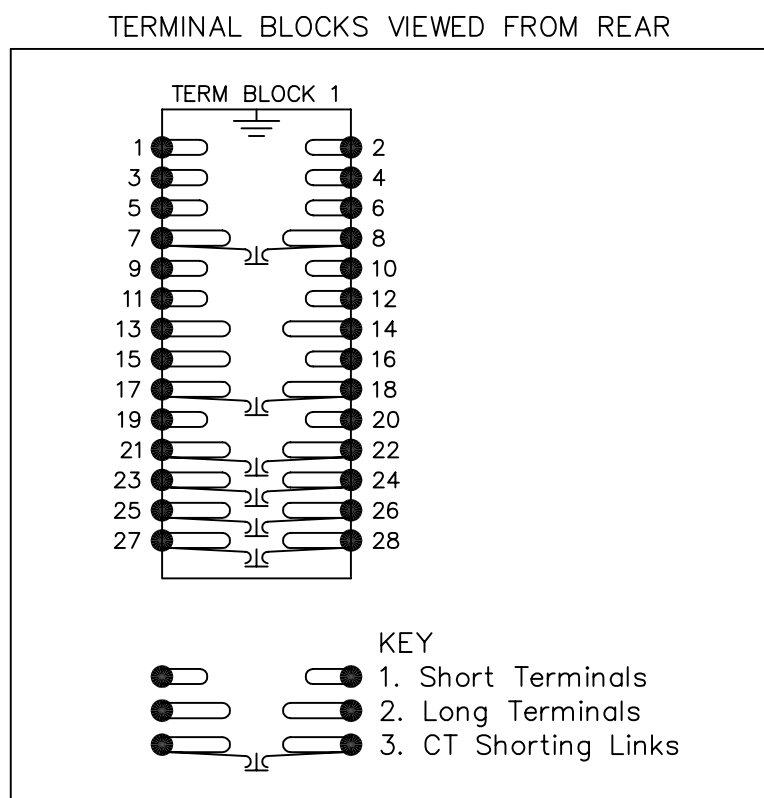 TERMINAL BLOCKS VIEWED FROM REAR
TERM BLOCK 1
1 2
3 4
5 6
7 8
9 10
11 12
13 14
15 16
17 18
19 20
21 22
23 24
25 26
27 28
KEY
1. Short Terminals
2. Long Terminals
3. CT Shorting Links